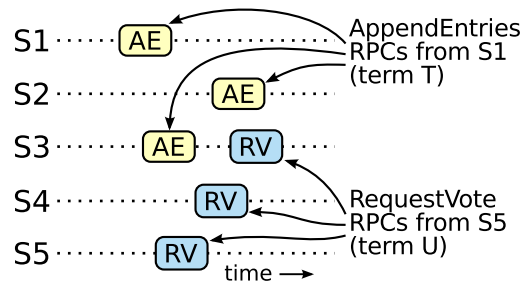 S1 AE AppendEntries
RPCs from S1
S2 AE (term T)
S3 AE RV
S4 RV RequestVote
RPCs from S5
S5 RV (term U)
time